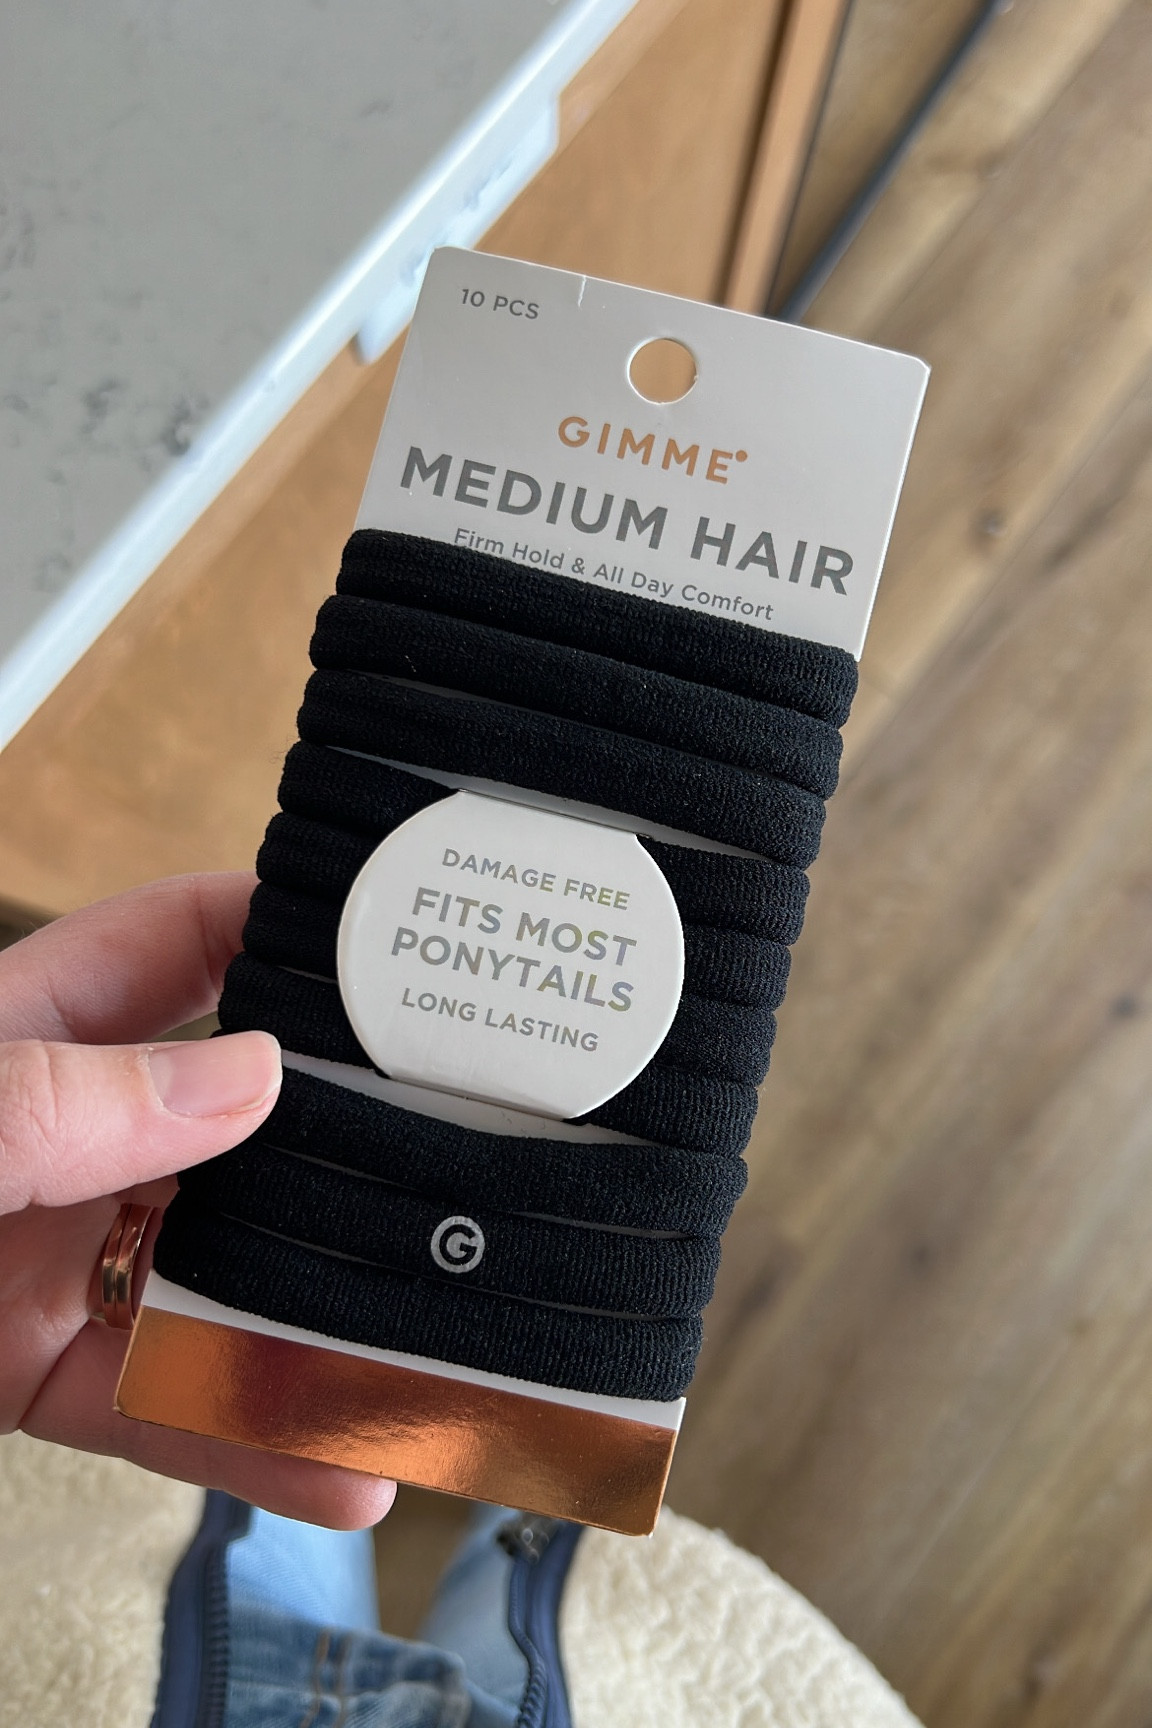 10 PCS
GIMME
MEDIUM HAIR
Firm Hold & All Day Comfort
DAMAGE FREE
FITS MOST
PONYTAILS
LONG LASTING
G